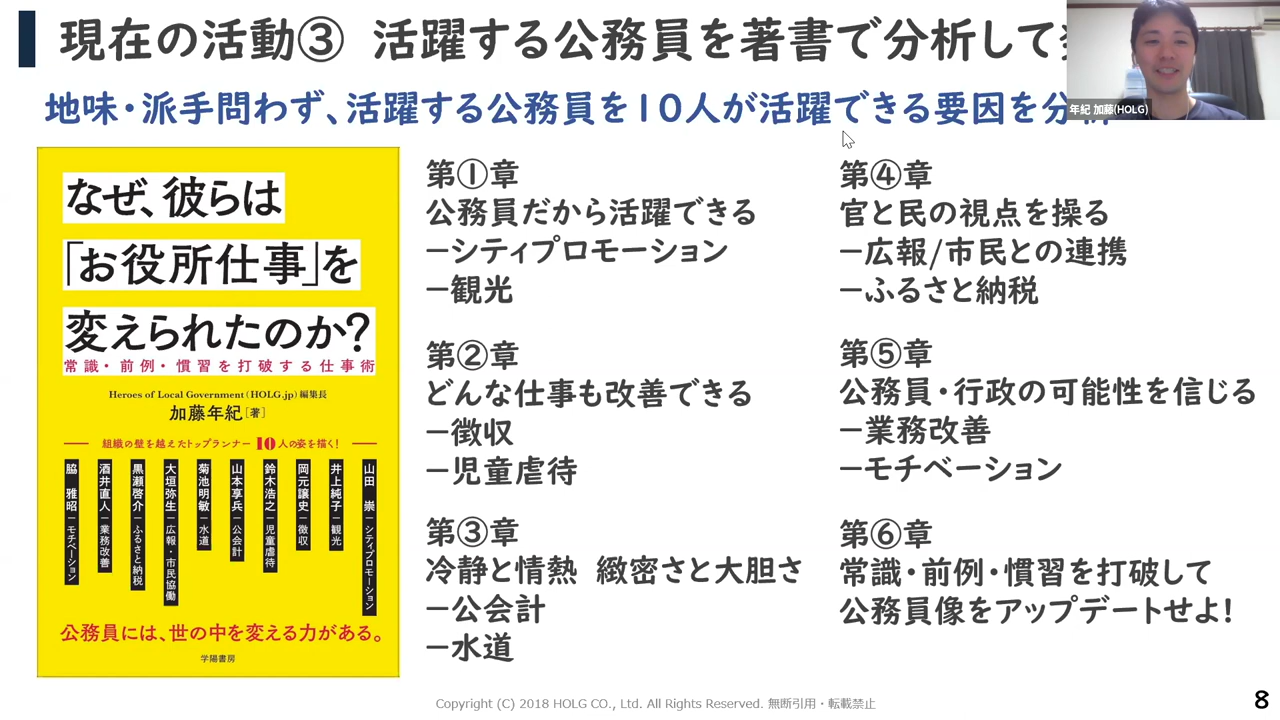 現在の活動③ 活躍する公務員を著書で分析して
地味・派手問わず、活躍する公務員を10人が活躍できる要因を分析
年紀 加藤(HOLG)
なぜ、彼らは
「お役所仕事」を
変えられたのか?
常識・前例・慣習を打破する仕事術
Heroes of Local Government(HOLG.jp)編集長
加藤年紀[著]
組織の壁を越えたトップランナー10人の姿を描く!
脇 雅昭―モチベーション
酒井直人―業務改善
黒瀬啓介―ふるさと納税
大垣弥生―広報・市民協働
菊池明敏―水道
山本享兵―公会計
鈴木浩之―児童虐待
岡元譲史―徴収
井上純子―観光
山田 崇―シティプロモーション
公務員には、世の中を変える力がある。
学陽書房
第①章
公務員だから活躍できる
―シティプロモーション
―観光
第②章
どんな仕事も改善できる
―徴収
―児童虐待
第③章
冷静と情熱 緻密さと大胆さ
―公会計
―水道
第④章
官と民の視点を操る
―広報/市民との連携
―ふるさと納税
第⑤章
公務員・行政の可能性を信じる
―業務改善
―モチベーション
第⑥章
常識・前例・慣習を打破して
公務員像をアップデートせよ!
Copyright (C) 2018 HOLG CO., Ltd. All Rights Reserved. 無断引用・転載禁止
8